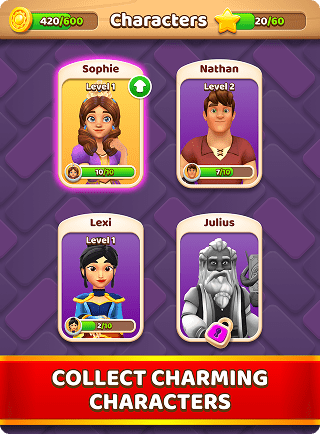 420/600 Characters 20/60
Sophie Nathan
Level 1 Level 2
10/10 7/10
Lexi Julius
Level 1
2/10
COLLECT CHARMING
CHARACTERS